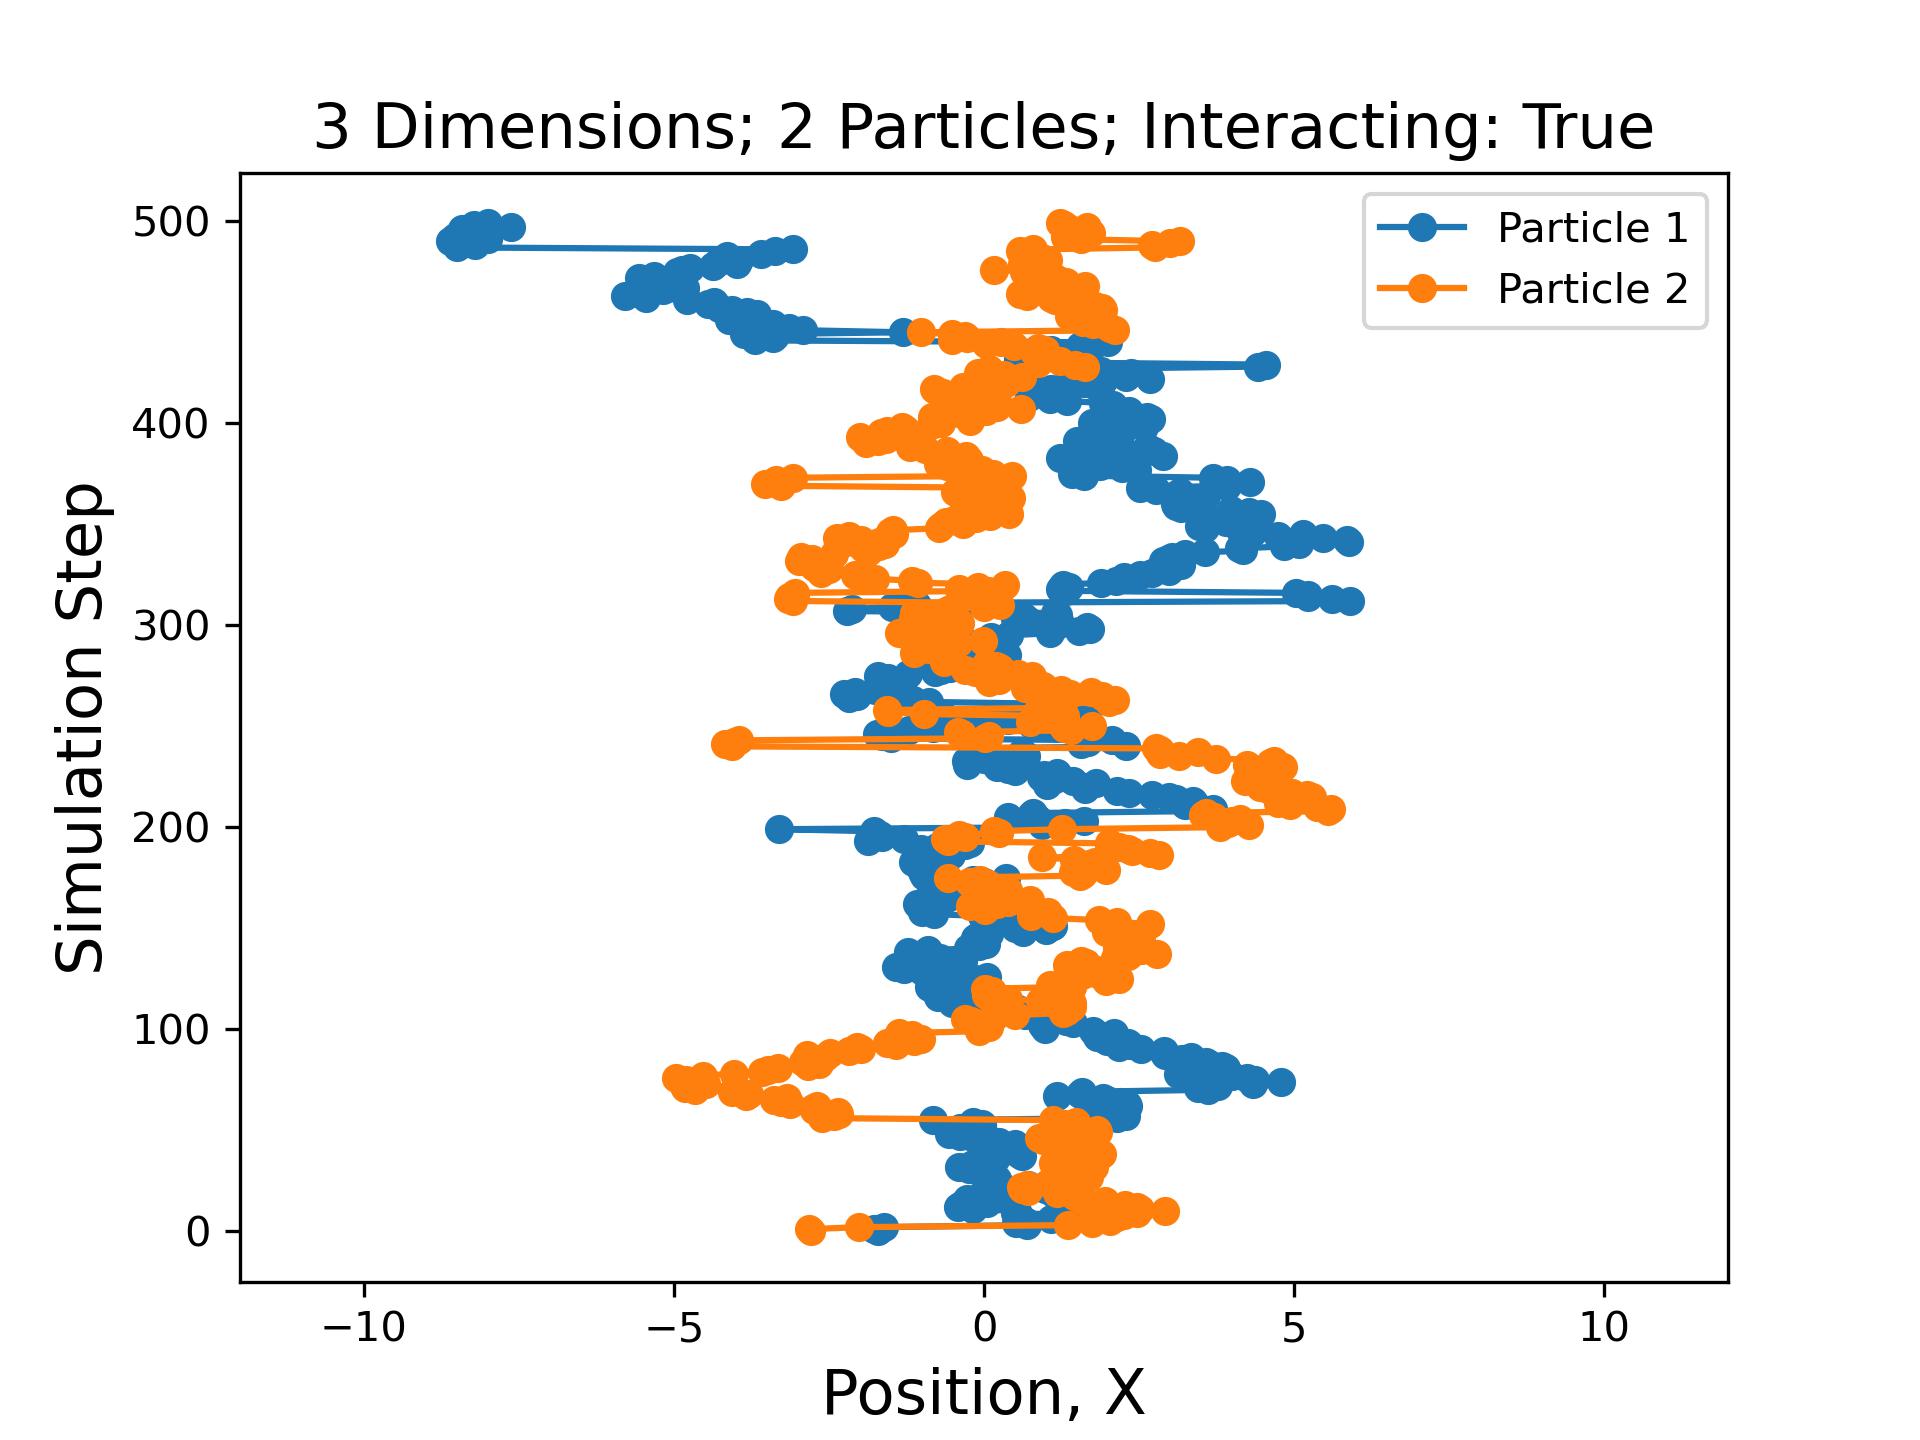 3 Dimensions; 2 Particles; Interacting: True
Particle 1
Particle 2
500
400
300
200
100
0
Simulation Step
−10
−5
0
5
10
Position, X